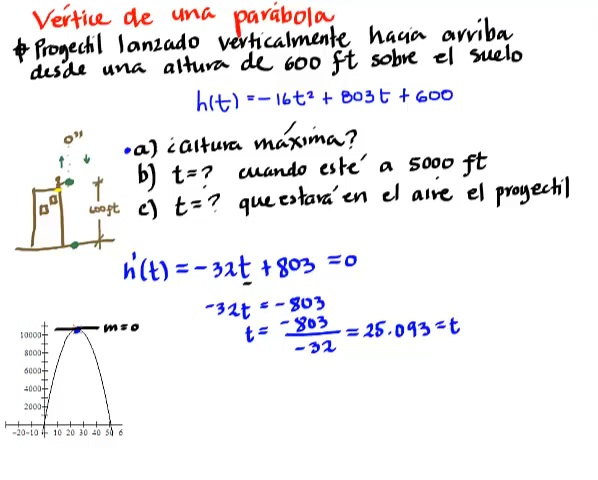 Vértice de una parábola
Proyectil lanzado verticalmente hacia arriba
desde una altura de 600 ft sobre el suelo
h(t) = -16t² + 803t + 600
a) ¿altura máxima?
b) t=? cuando esté a 5000 ft
c) t=? que estará en el aire el proyectil
0"
600ft
h'(t) = -32t + 803 = 0
-32t = -803
t = -803/-32 = 25.093 = t
m=0
10000
8000
6000
4000
2000
-20 -10 10 20 30 40 50 6